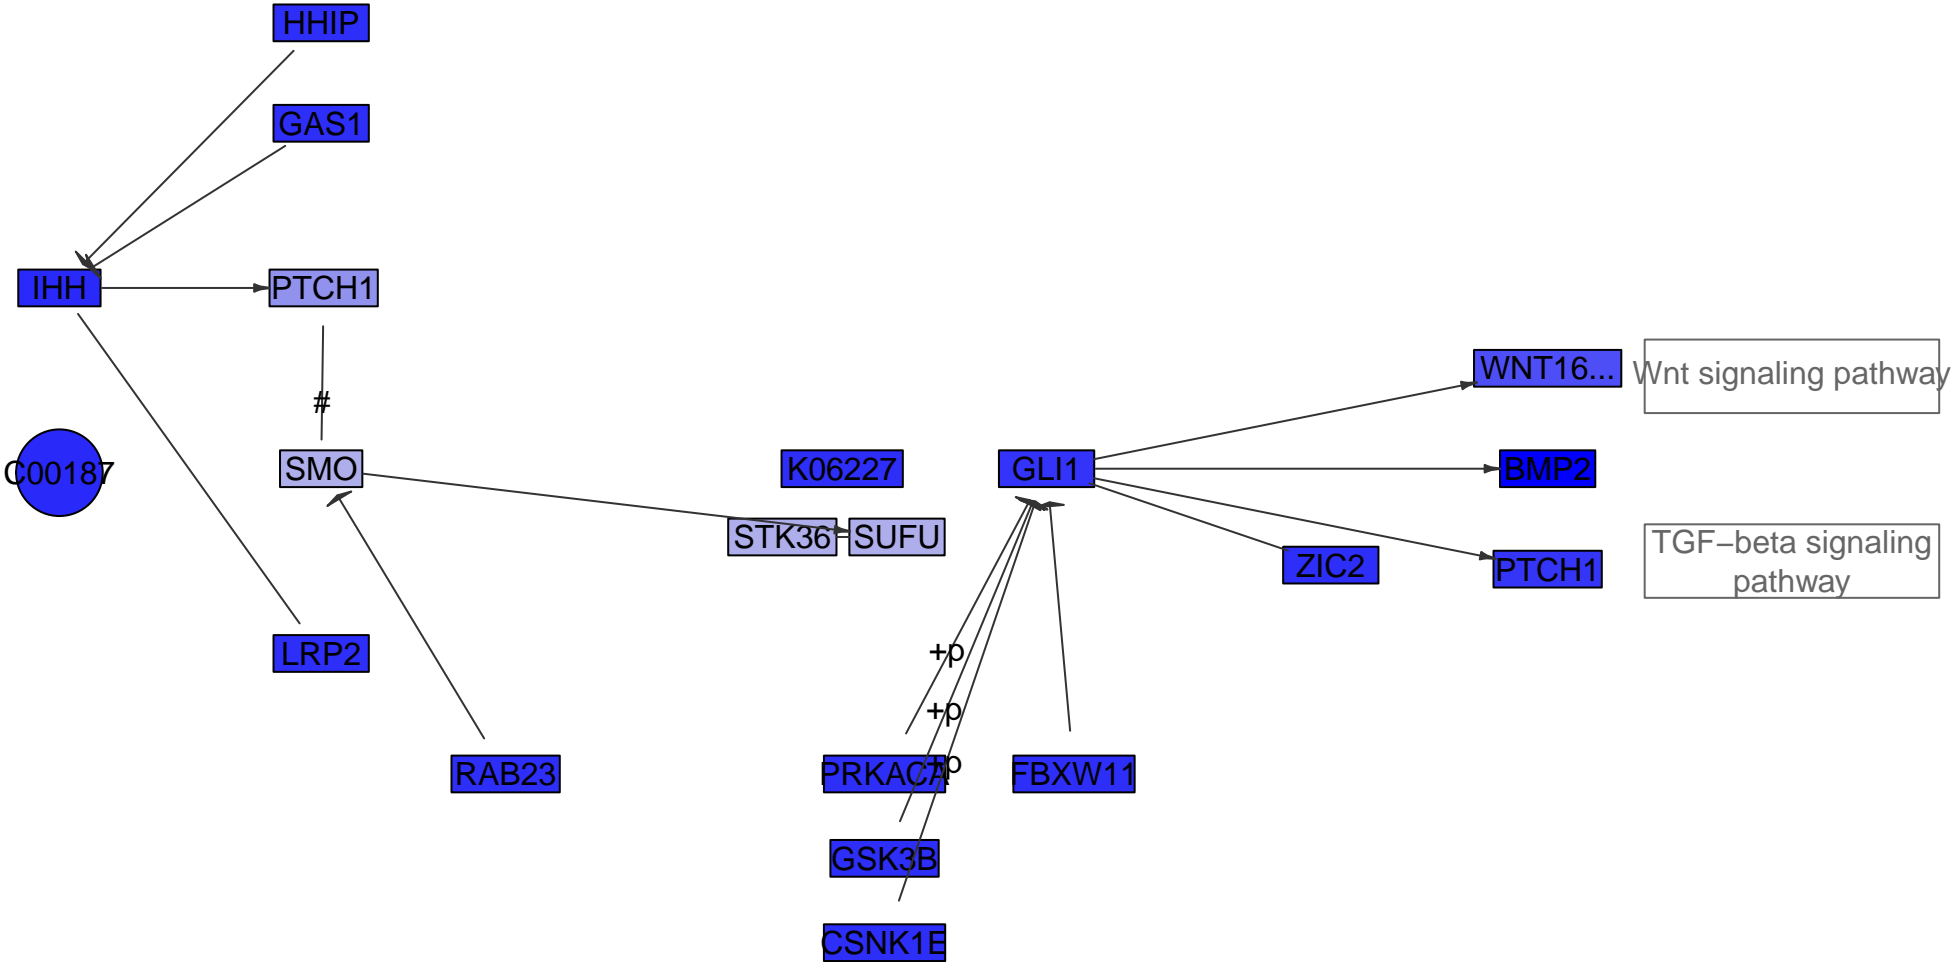 HHIP
GAS1
IHH
PTCH1
WNT16...
Wnt signaling pathway
#
C00187
SMO
K06227
GLI1
BMP2
STK36
SUFU
ZIC2
PTCH1
TGF−beta signaling
pathway
LRP2
+p
+p
+p
RAB23
PRKACA
FBXW11
GSK3B
CSNK1E